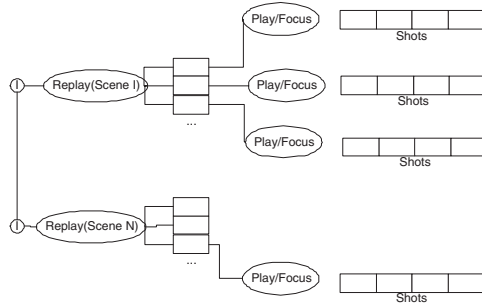 Play/Focus
Shots
I
Replay(Scene I)
Play/Focus
Shots
...
Play/Focus
Shots
I
Replay(Scene N)
...
Play/Focus
Shots